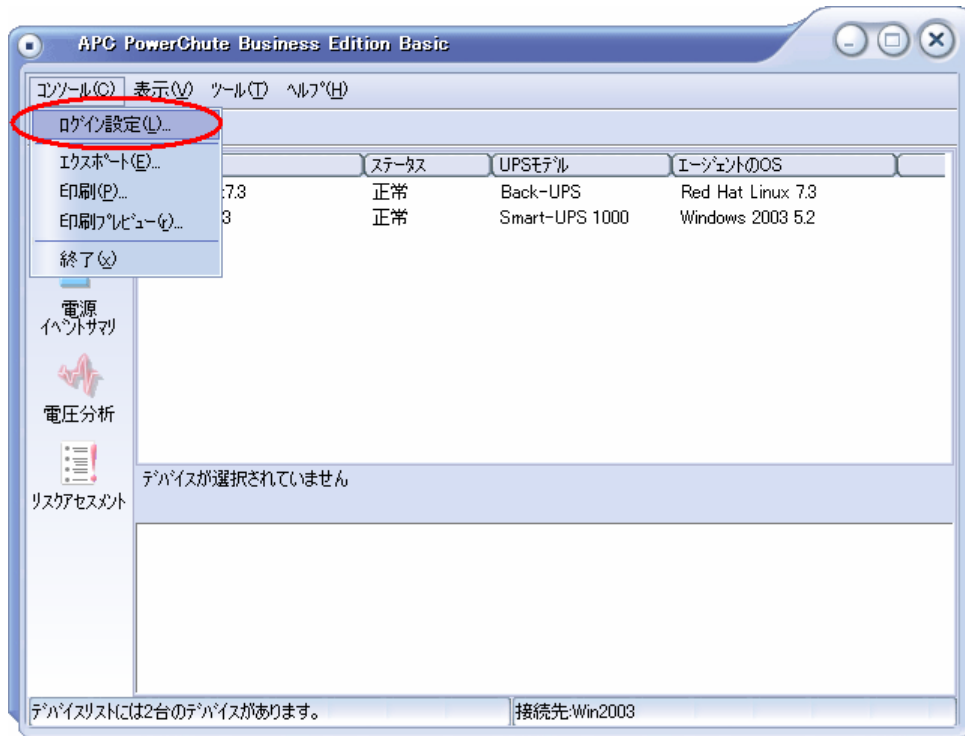 APC PowerChute Business Edition Basic
コンソール(C) 表示(V) ツール(T) ヘルプ(H)
ログイン設定(L)...
エクスポート(E)...
印刷(P)...
印刷プレビュー(r)...
終了(x)
ステータス UPSモデル エージェントのOS
:7.3 正常 Back-UPS Red Hat Linux 7.3
3 正常 Smart-UPS 1000 Windows 2003 5.2
電源
イベントサマリ
電圧分析
リスクアセスメント
デバイスが選択されていません
デバイスリストには2台のデバイスがあります。 接続先:Win2003